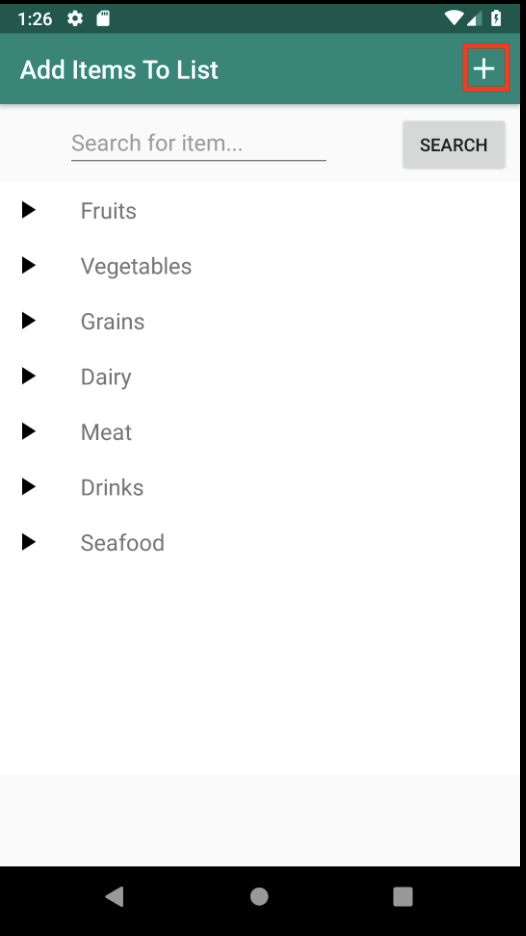 1:26
Add Items To List
Search for item...
SEARCH
Fruits
Vegetables
Grains
Dairy
Meat
Drinks
Seafood